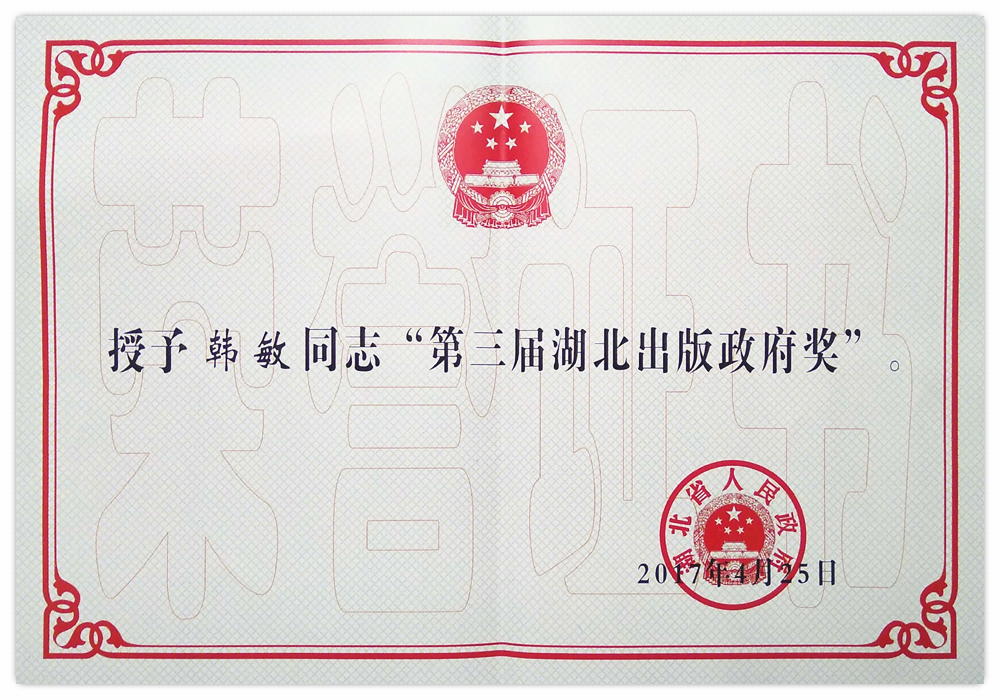 荣誉证书
授予 韩敏 同志“第三届湖北出版政府奖”。
湖北省人民政府
2017年4月25日